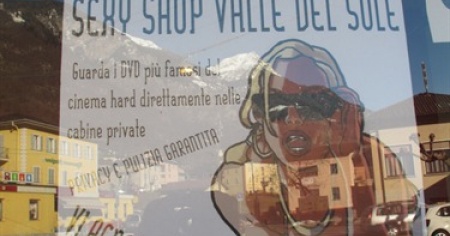 SEXY SHOP VALLE DEL SOLE
Guarda i DVD più famosi del
cinema hard direttamente nelle
cabine private
PRIVACY E PULIZIA GARANTITA